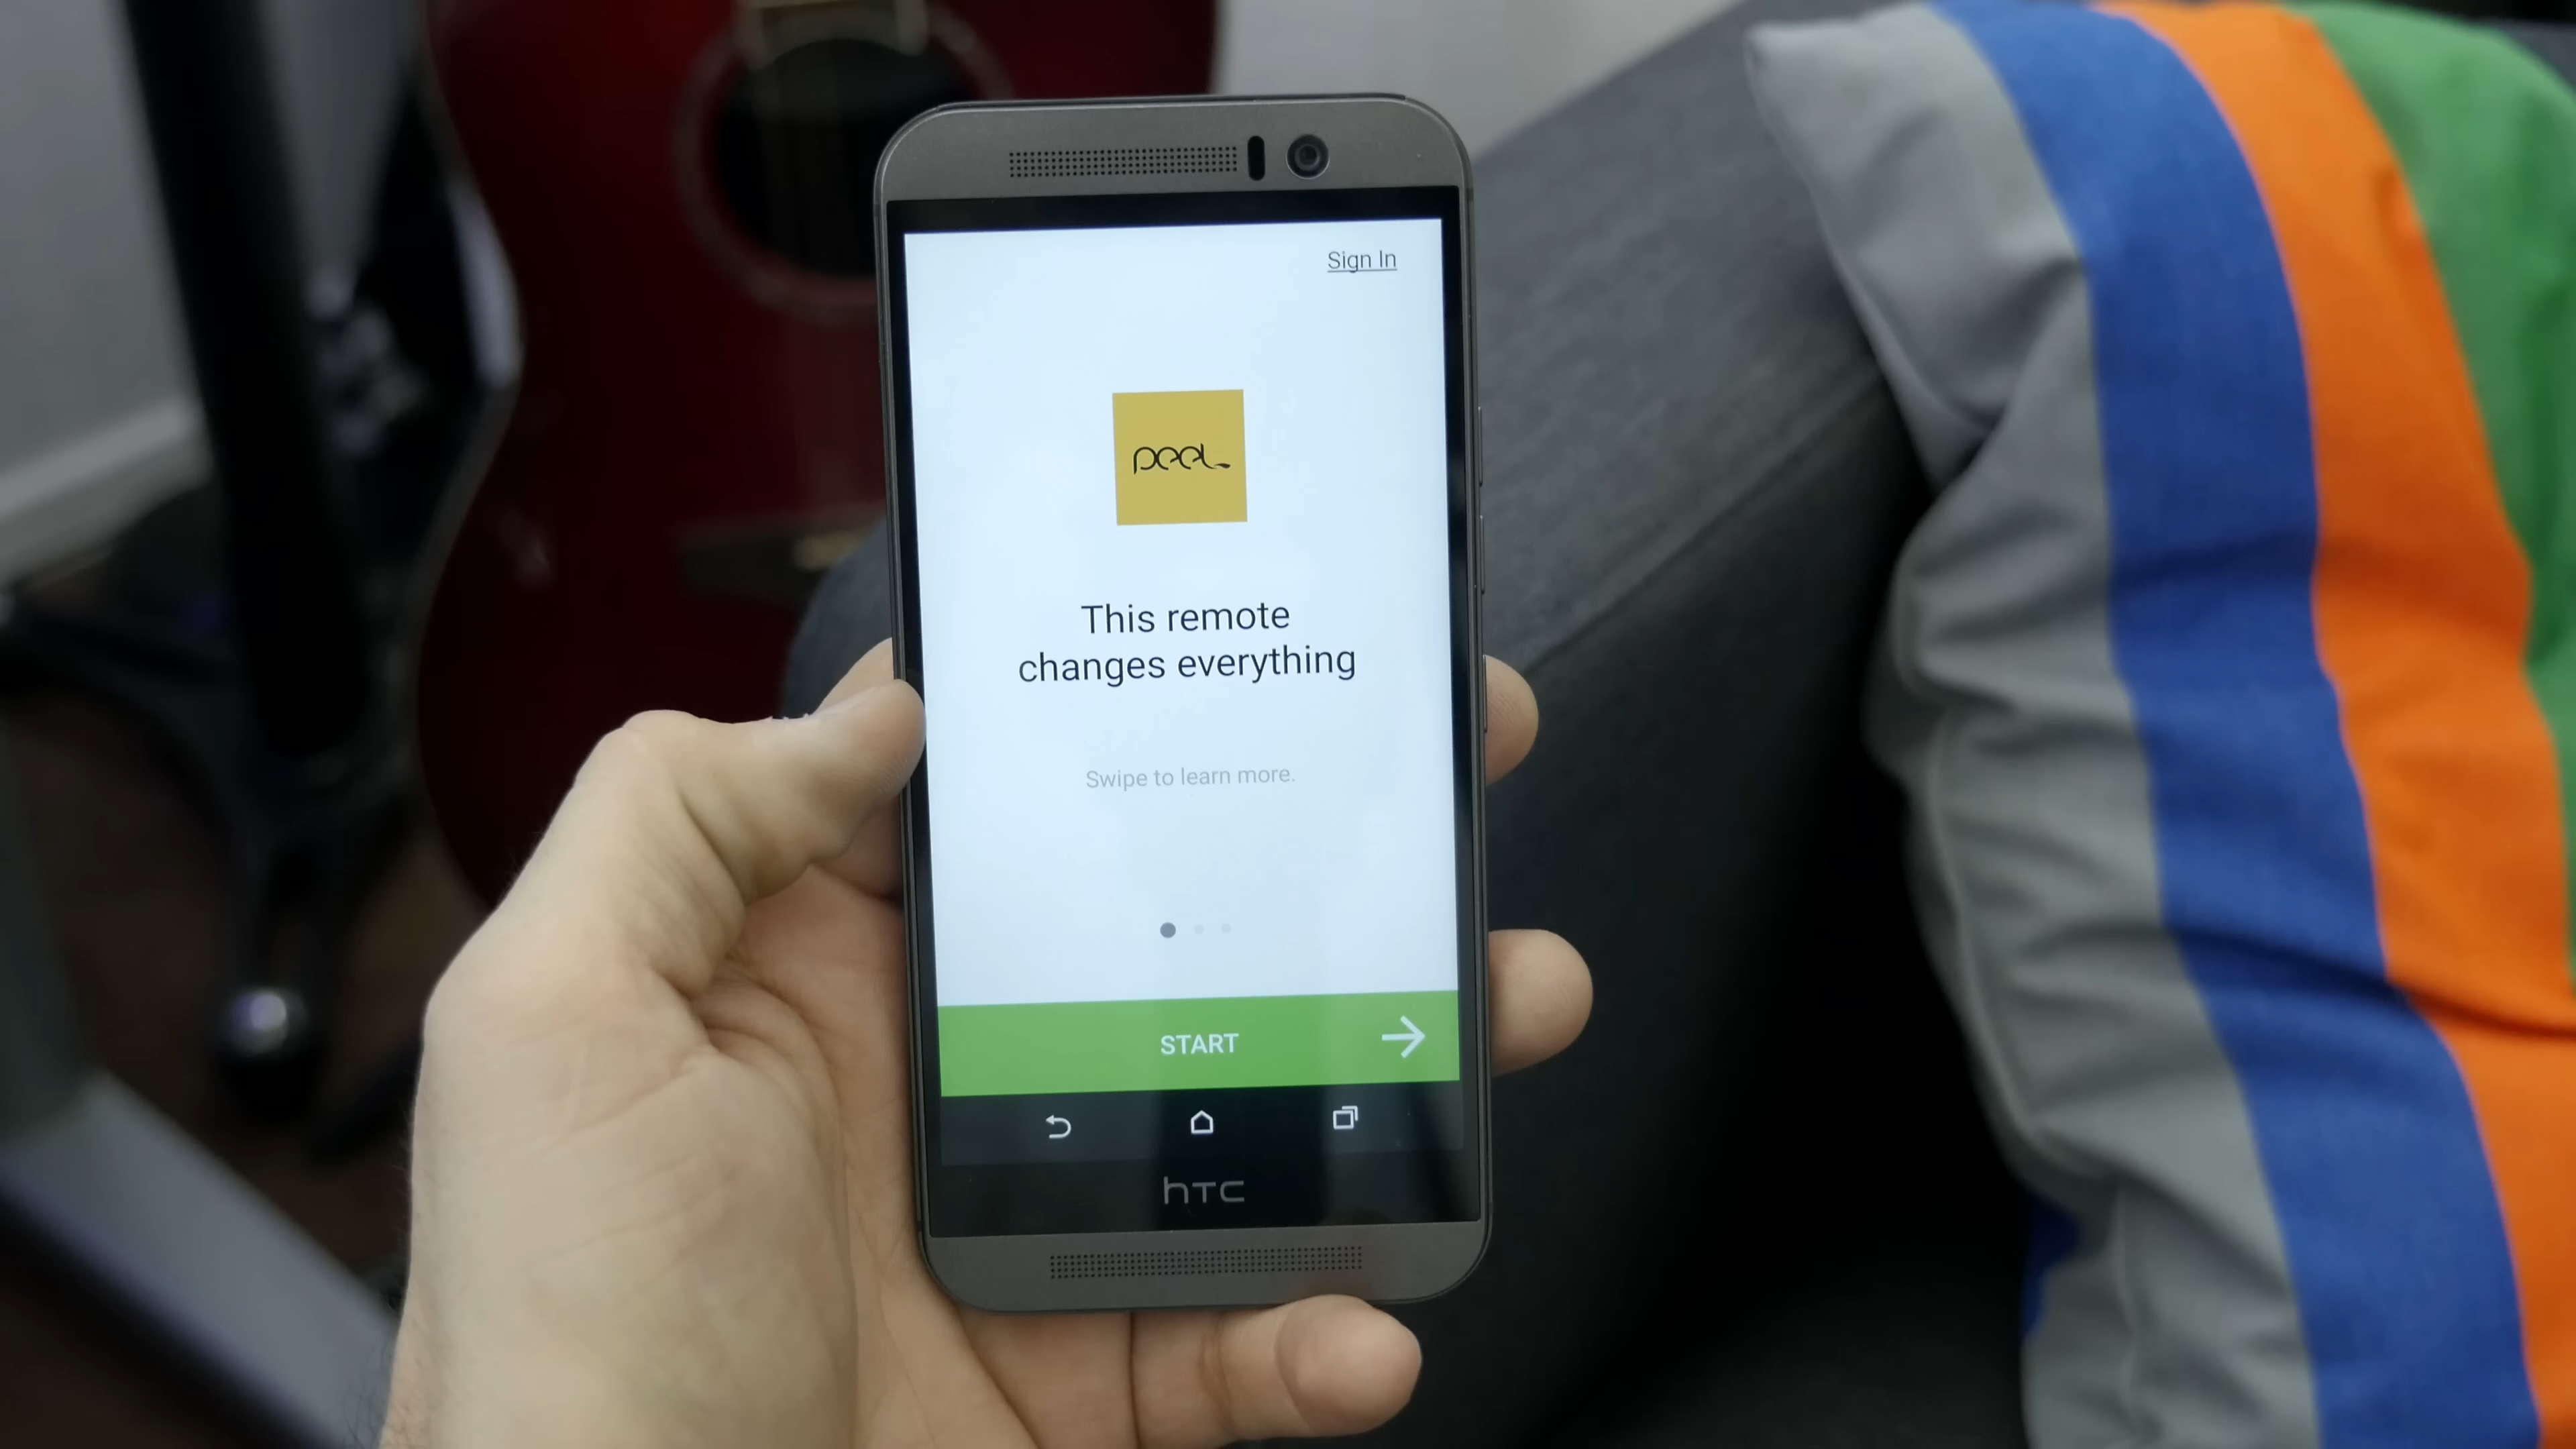 Sign In
peel
This remote
changes everything
Swipe to learn more.
START
hTC